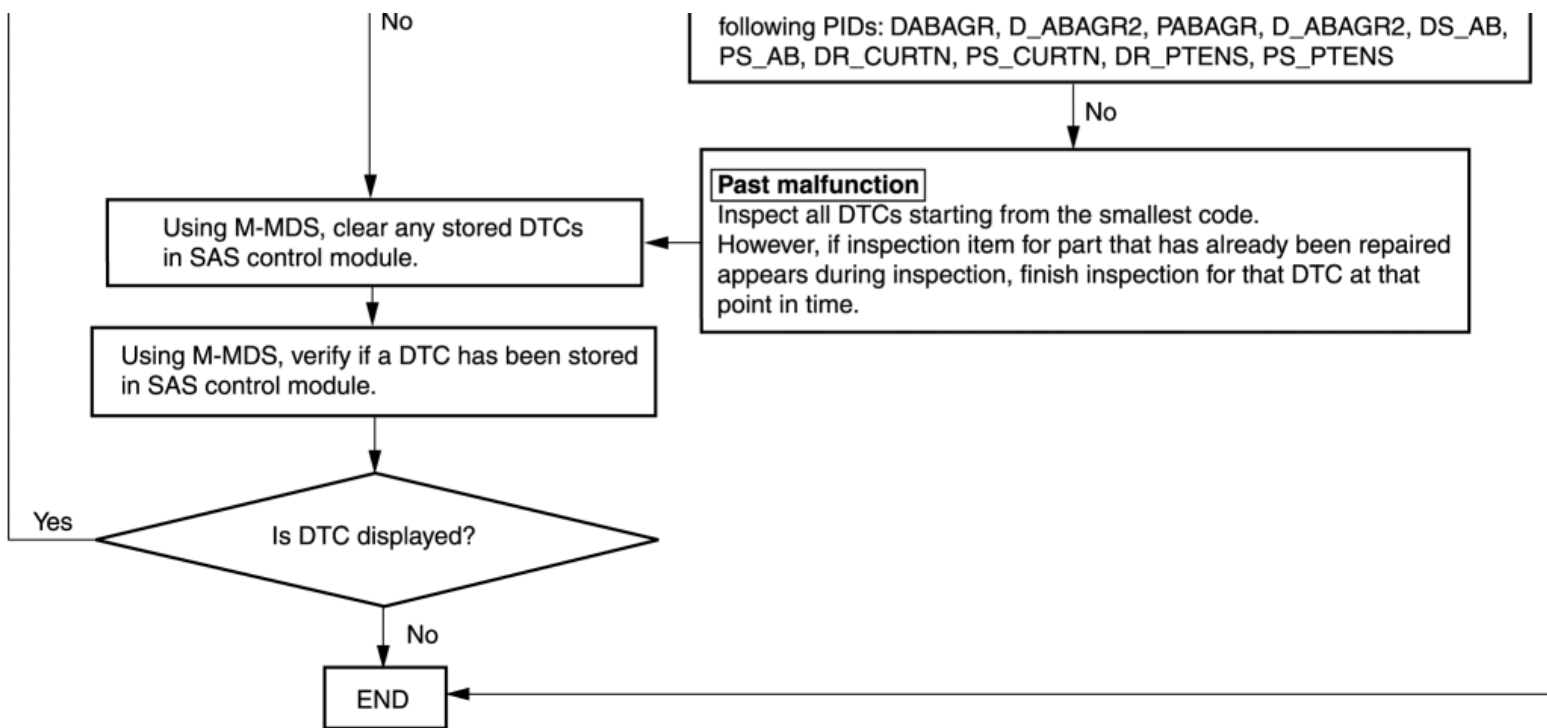 No
following PIDs: DABAGR, D_ABAGR2, PABAGR, D_ABAGR2, DS_AB,
PS_AB, DR_CURTN, PS_CURTN, DR_PTENS, PS_PTENS
No
Past malfunction
Inspect all DTCs starting from the smallest code.
However, if inspection item for part that has already been repaired
appears during inspection, finish inspection for that DTC at that
point in time.
Using M-MDS, clear any stored DTCs
in SAS control module.
Using M-MDS, verify if a DTC has been stored
in SAS control module.
Yes
Is DTC displayed?
No
END